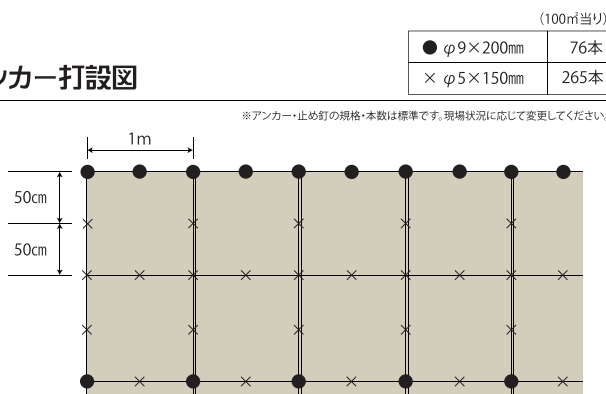 (100㎡当り)
● φ9×200㎜ 76本
× φ5×150㎜ 265本
ンカー打設図
※アンカー・止め釘の規格・本数は標準です。現場状況に応じて変更してください。
1m
50㎝
50㎝